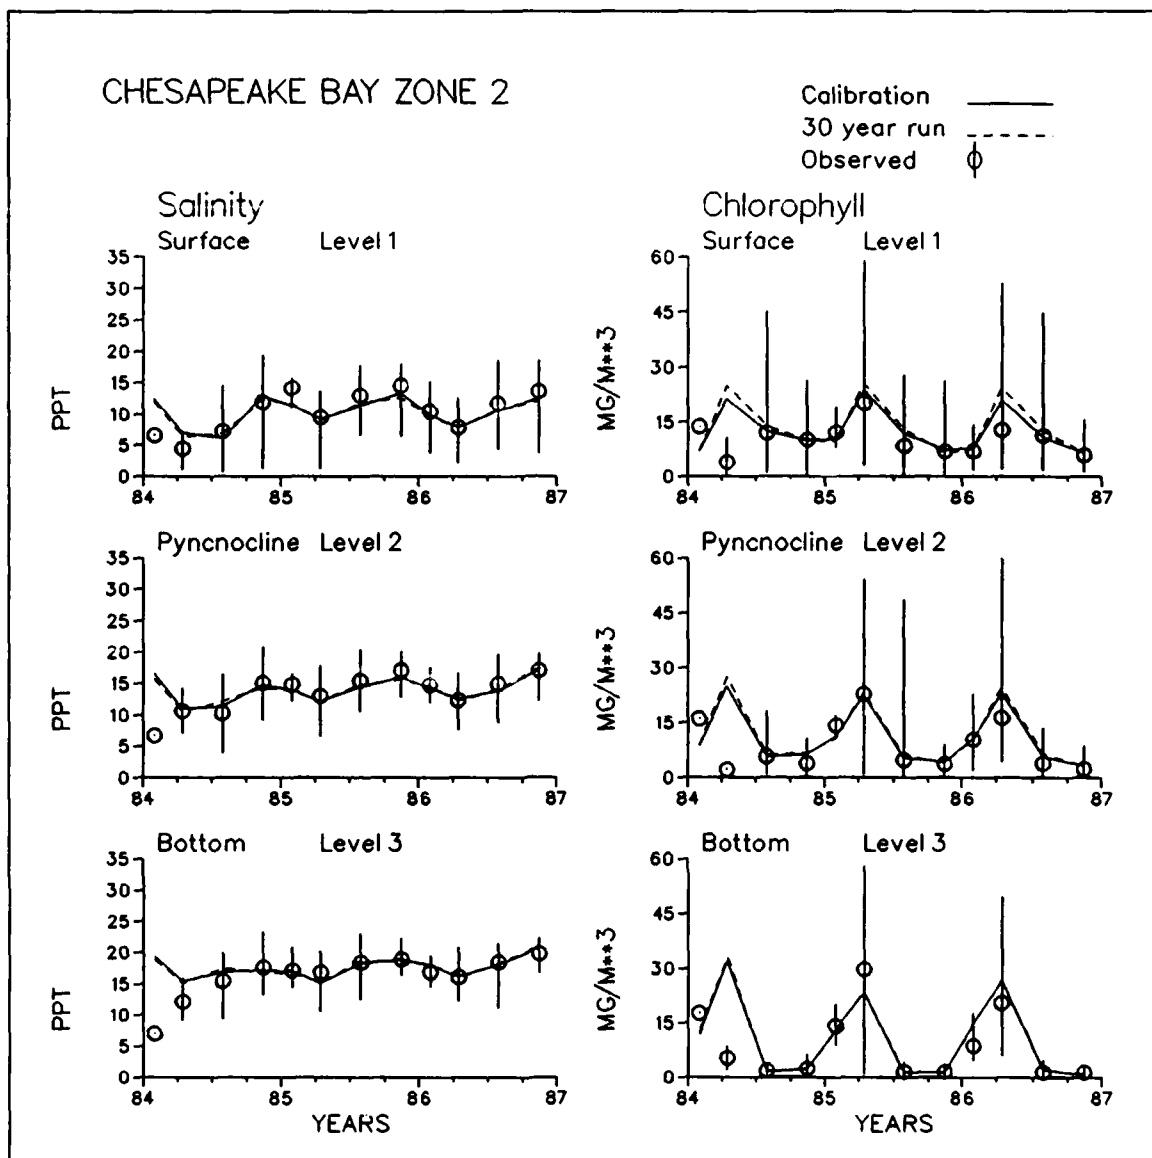 CHESAPEAKE BAY ZONE 2
Calibration
30 year run
Observed
Salinity
Surface Level 1
35
30
25
20
15
10
5
0
PPT
84 85 86 87
Chlorophyll
Surface Level 1
60
45
30
15
0
MG/M**3
84 85 86 87
Pyncnocline Level 2
35
30
25
20
15
10
5
0
PPT
84 85 86 87
Pyncnocline Level 2
60
45
30
15
0
MG/M**3
84 85 86 87
Bottom Level 3
35
30
25
20
15
10
5
0
PPT
84 85 86 87
YEARS
Bottom Level 3
60
45
30
15
0
MG/M**3
84 85 86 87
YEARS